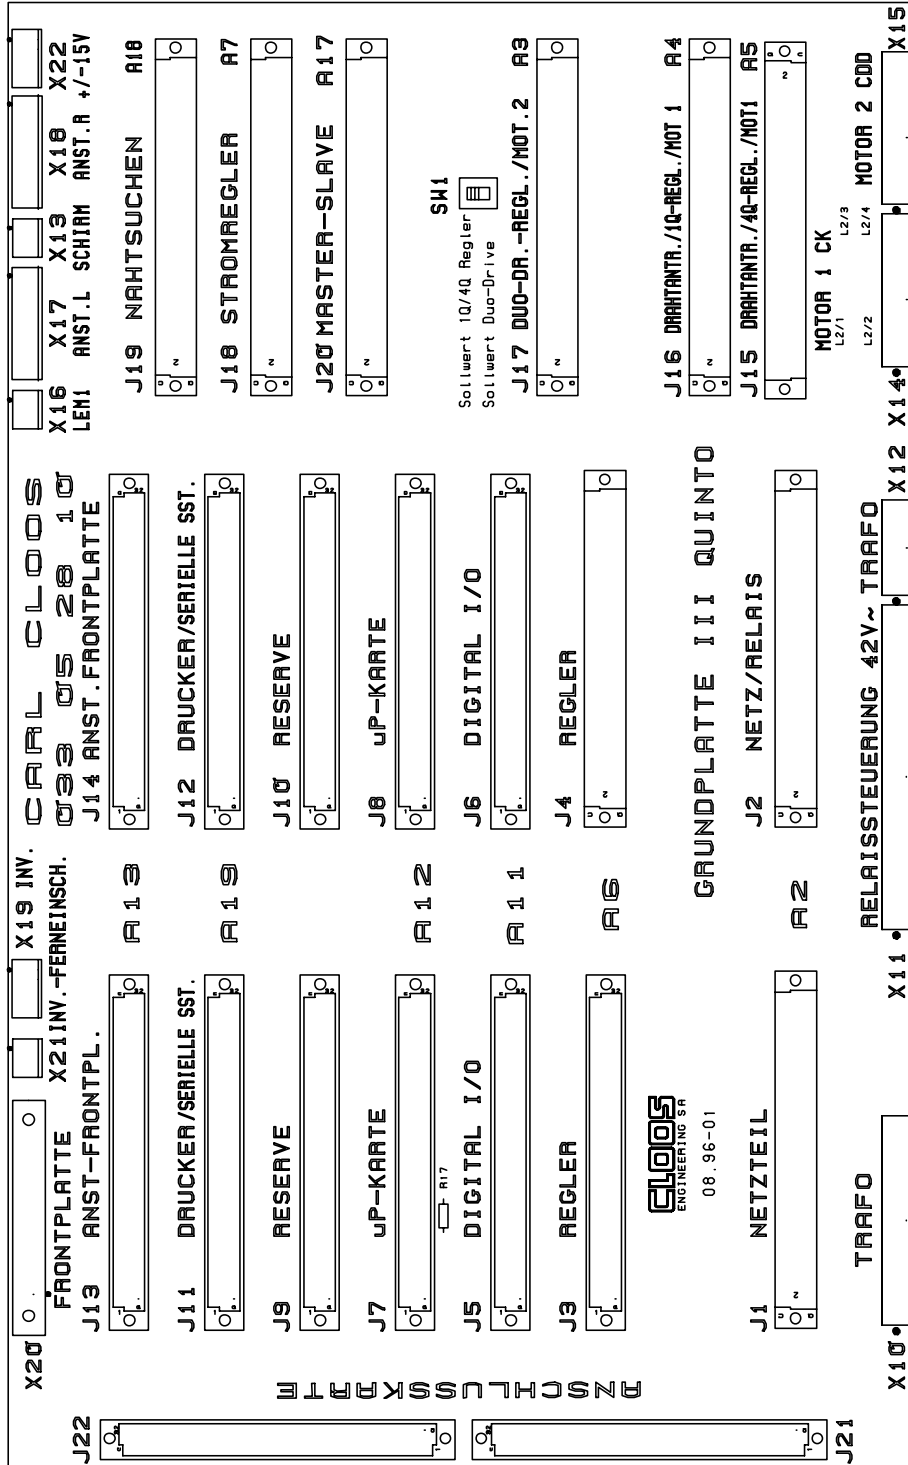 X20
FRONTPLATTE
X21 INV.-FERNEINSCH.
X19 INV.
CARL CLOOS
033 05 28 10
X16
LEM1
X17
ANST.L
X13
SCHIRM
X18
ANST.R
X22
+/-15V
J13 ANST-FRONTPL.
A13
J14 ANST.FRONTPLATTE
J19 NAHTSUCHEN A18
J11 DRUCKER/SERIELLE SST.
A19
J12 DRUCKER/SERIELLE SST.
J18 STROMREGLER A7
J9 RESERVE
J10 RESERVE
J20 MASTER-SLAVE A17
J7 uP-KARTE
A12
J8 uP-KARTE
R17
SW1
Sollwert 1Q/4Q Regler
Sollwert Duo-Drive
J5 DIGITAL I/O
A11
J6 DIGITAL I/O
J17 DUO-DR.-REGL./MOT.2 A3
J3 REGLER
A6
J4 REGLER
CLOOS
ENGINEERING SA
08.96-01
GRUNDPLATTE III QUINTO
J16 DRAHTANTR./1Q-REGL./MOT 1 A4
J15 DRAHTANTR./4Q-REGL./MOT1 A5
J1 NETZTEIL
A2
J2 NETZ/RELAIS
MOTOR 1 CK
L2/1
L2/3
L2/2
L2/4
MOTOR 2 CDD
TRAFO
RELAISSTEUERUNG 42V~ TRAFO
X10
X11
X12
X14
X15
ANSCHLUSSKARTE
J22
J21